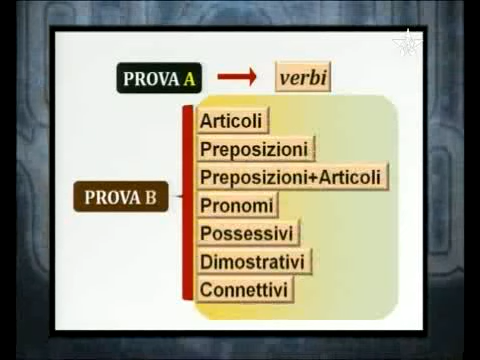 PROVA A
verbi
PROVA B
Articoli
Preposizioni
Preposizioni+Articoli
Pronomi
Possessivi
Dimostrativi
Connettivi